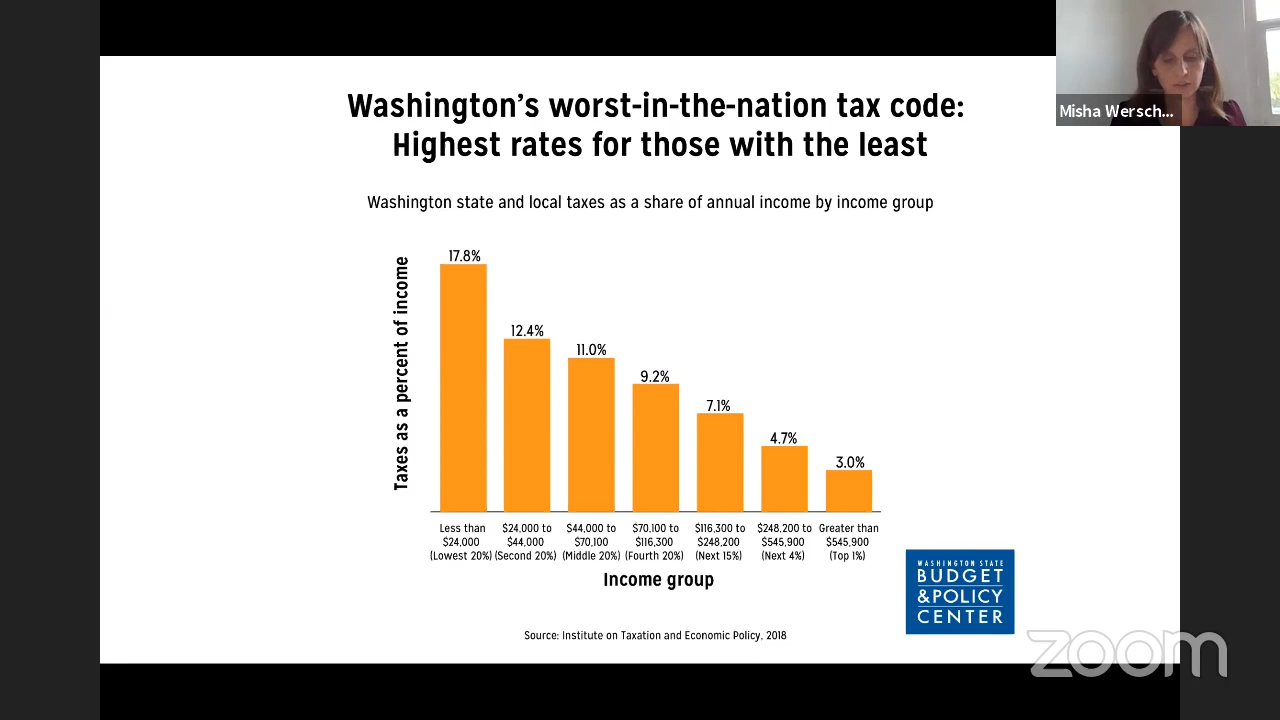 Washington’s worst-in-the-nation tax code:
Highest rates for those with the least
Misha Wersch...
Washington state and local taxes as a share of annual income by income group
Taxes as a percent of income
17.8%
12.4%
11.0%
9.2%
7.1%
4.7%
3.0%
Less than
$24,000
(Lowest 20%)
$24,000 to
$44,000
(Second 20%)
$44,000 to
$70,100
(Middle 20%)
$70,100 to
$116,300
(Fourth 20%)
$116,300 to
$248,200
(Next 15%)
$248,200 to
$545,900
(Next 4%)
Greater than
$545,900
(Top 1%)
Income group
WASHINGTON STATE
BUDGET
&POLICY
CENTER
Source: Institute on Taxation and Economic Policy, 2018
zoom